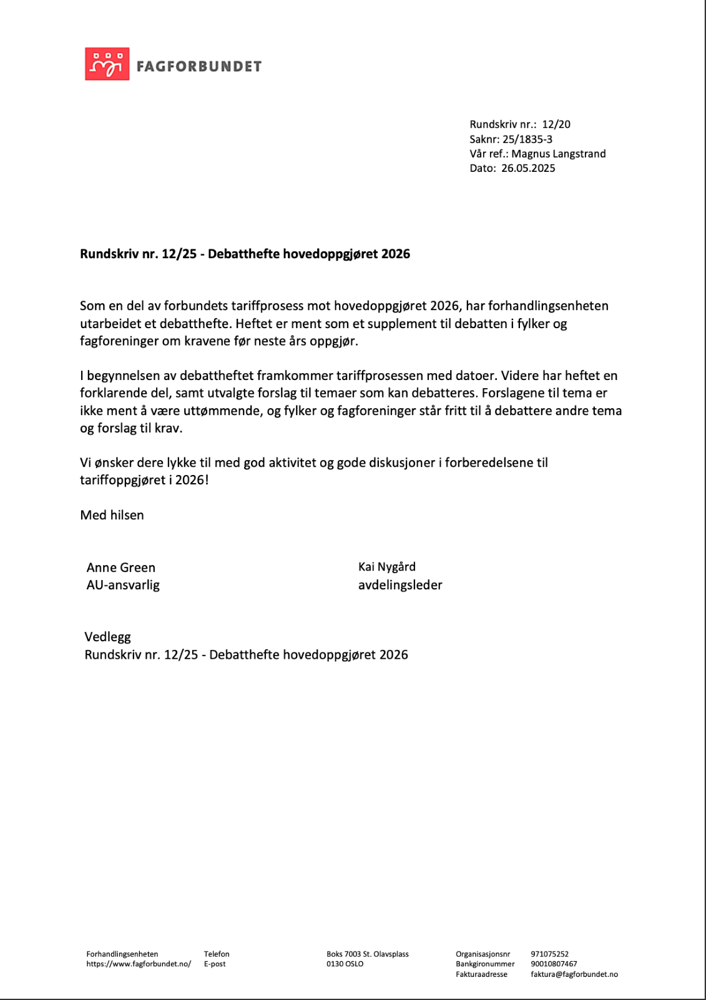 FAGFORBUNDET
Rundskriv nr.: 12/20
Saknr: 25/1835-3
Vår ref.: Magnus Langstrand
Dato: 26.05.2025
Rundskriv nr. 12/25 - Debatthefte hovedoppgjøret 2026
Som en del av forbundets tariffprosess mot hovedoppgjøret 2026, har forhandlingsenheten
utarbeidet et debatthefte. Heftet er ment som et supplement til debatten i fylker og
fagforeninger om kravene før neste års oppgjør.
I begynnelsen av debattheftet framkommer tariffprosessen med datoer. Videre har heftet en
forklarende del, samt utvalgte forslag til temaer som kan debatteres. Forslagene til tema er
ikke ment å være uttømmende, og fylker og fagforeninger står fritt til å debattere andre tema
og forslag til krav.
Vi ønsker dere lykke til med god aktivitet og gode diskusjoner i forberedelsene til
tariffoppgjøret i 2026!
Med hilsen
Anne Green Kai Nygård
AU-ansvarlig avdelingsleder
Vedlegg
Rundskriv nr. 12/25 - Debatthefte hovedoppgjøret 2026
Forhandlingsenheten Telefon Boks 7003 St. Olavsplass Organisasjonsnr 971075252
https://www.fagforbundet.no/ E-post 0130 OSLO Bankgironummer 90010807467
Fakturaadresse faktura@fagforbundet.no